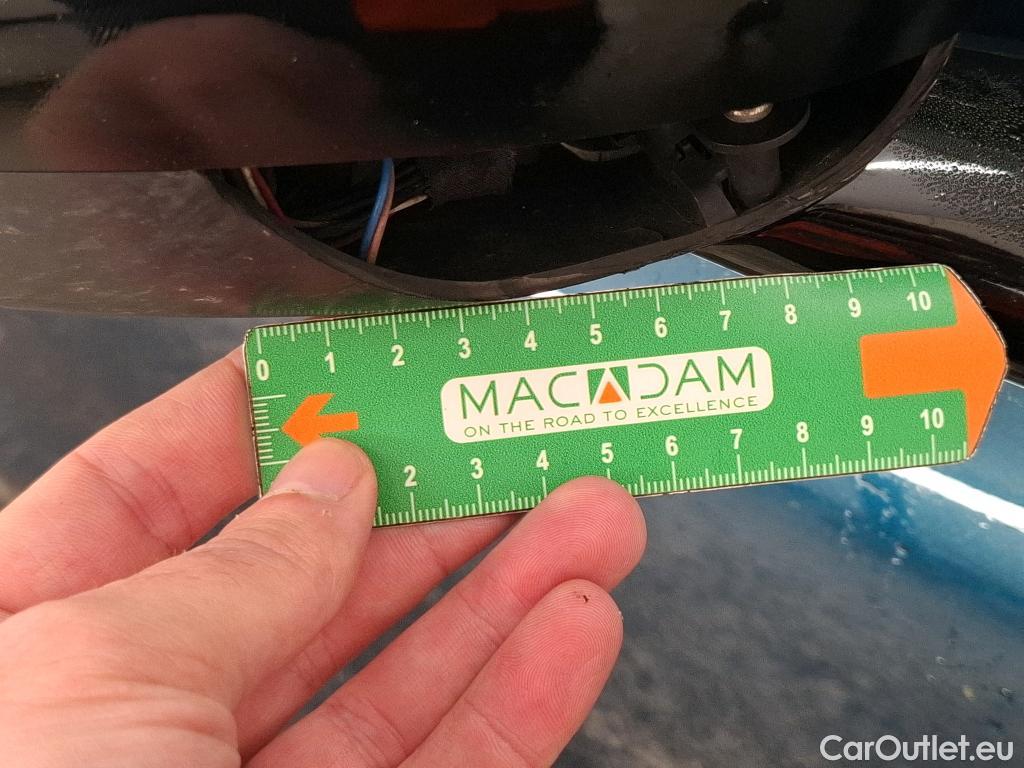 0 1 2 3 4 5 6 7 8 9 10
MACADAM
ON THE ROAD TO EXCELLENCE
2 3 4 5 6 7 8 9 10
CarOutlet.eu